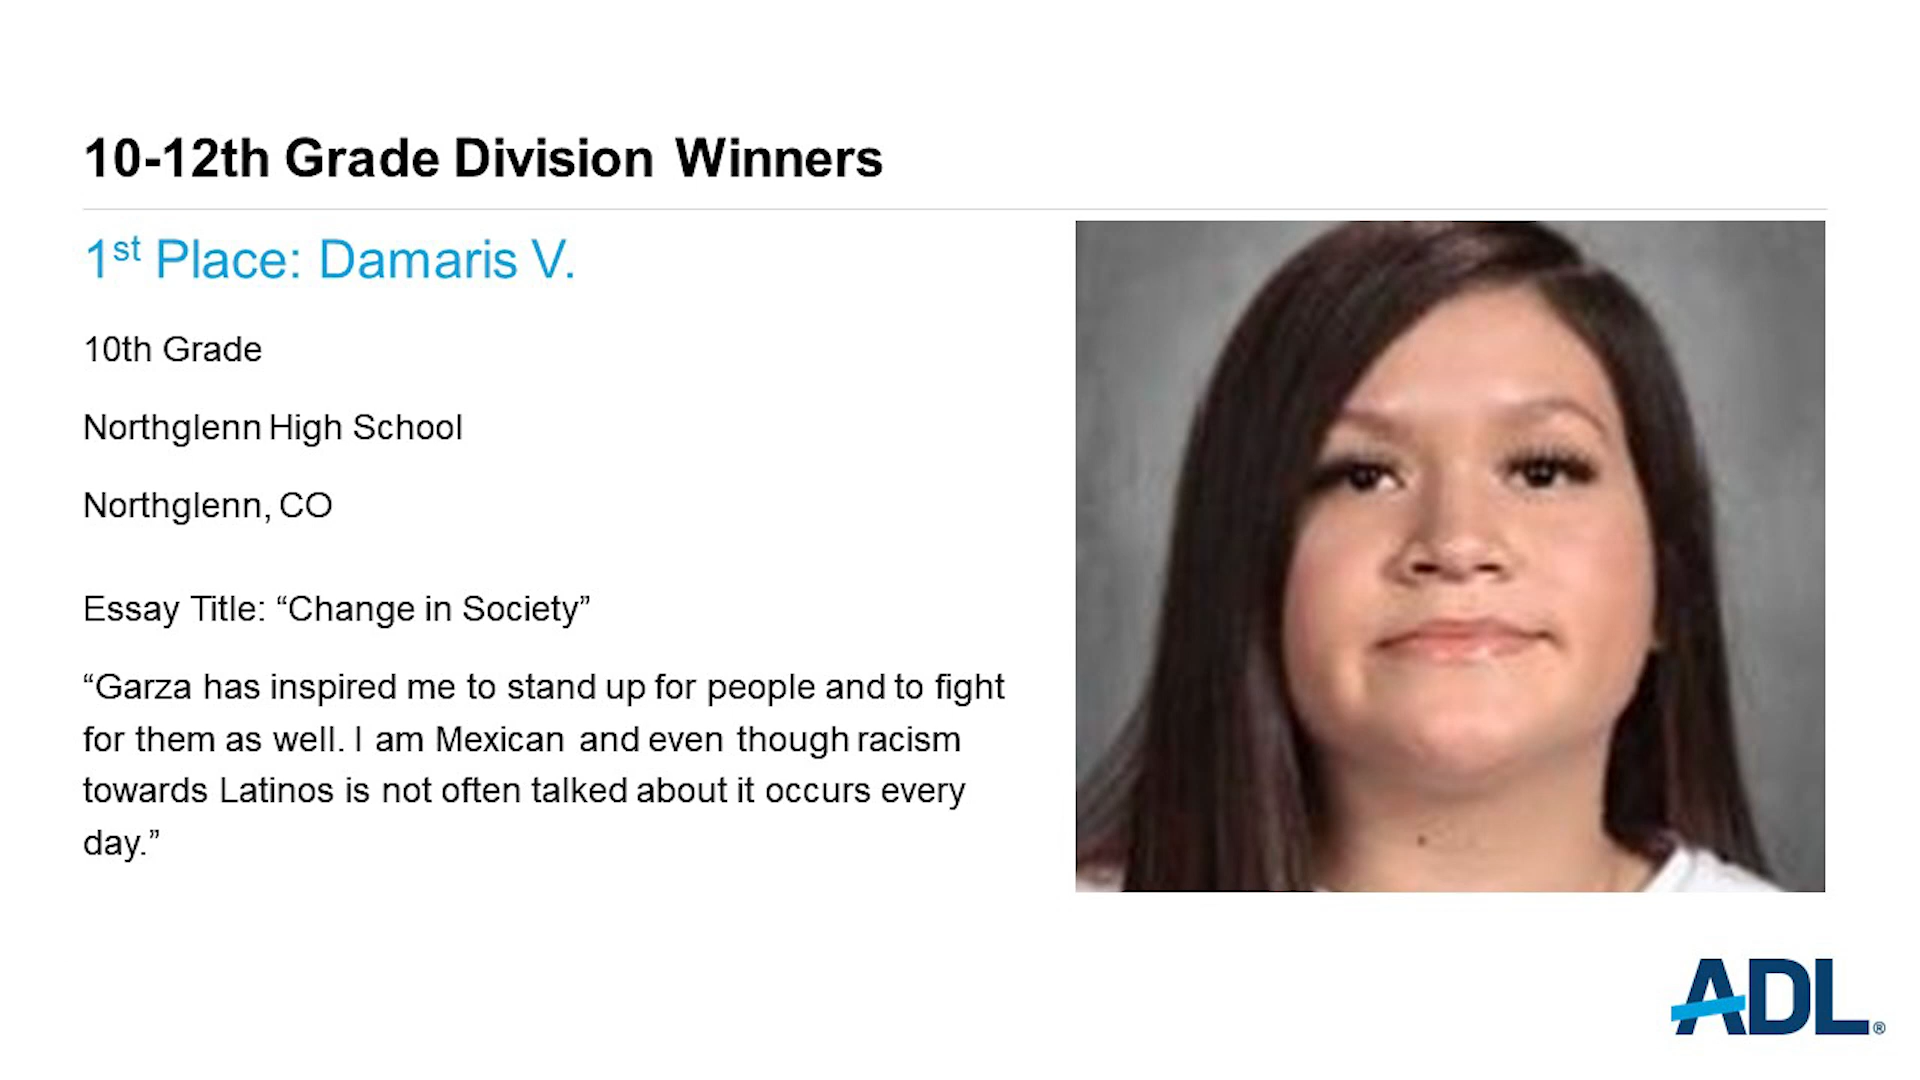 10-12th Grade Division Winners
1st Place: Damaris V.
10th Grade
Northglenn High School
Northglenn, CO
Essay Title: “Change in Society”
“Garza has inspired me to stand up for people and to fight
for them as well. I am Mexican and even though racism
towards Latinos is not often talked about it occurs every
day.”
ADL®